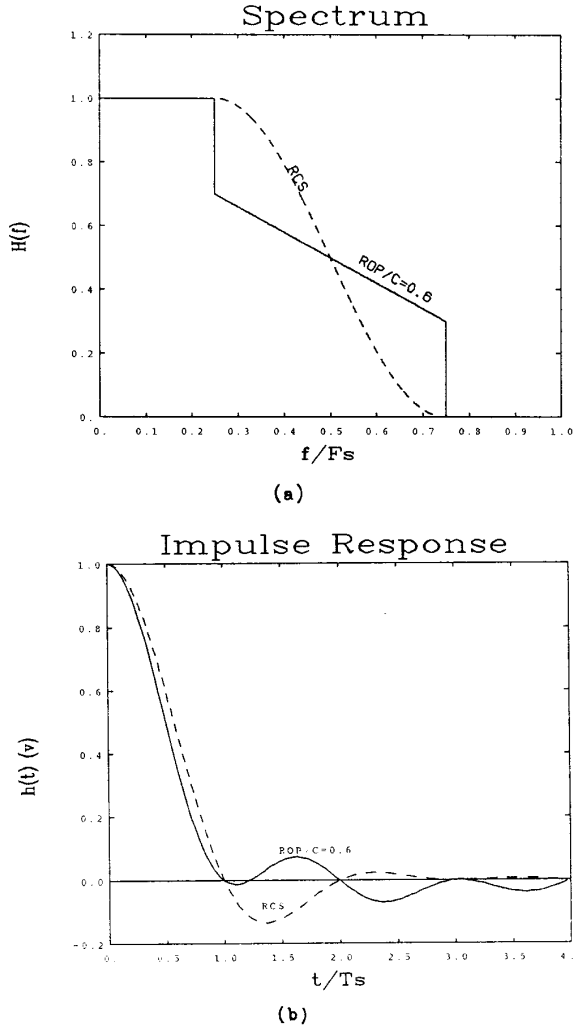 Spectrum
1.2
1.0
0.8
0.6
0.4
0.2
0.
H(f)
RCS
ROP/C=0.6
0. 0.1 0.2 0.3 0.4 0.5 0.6 0.7 0.8 0.9 1.0
f/Fs
(a)
Impulse Response
1.0
0.8
0.6
0.4
0.2
0.0
-0.2
h(t) (v)
ROP/C=0.6
RCS
0. 0.5 1.0 1.5 2.0 2.5 3.0 3.5 4.
t/Ts
(b)